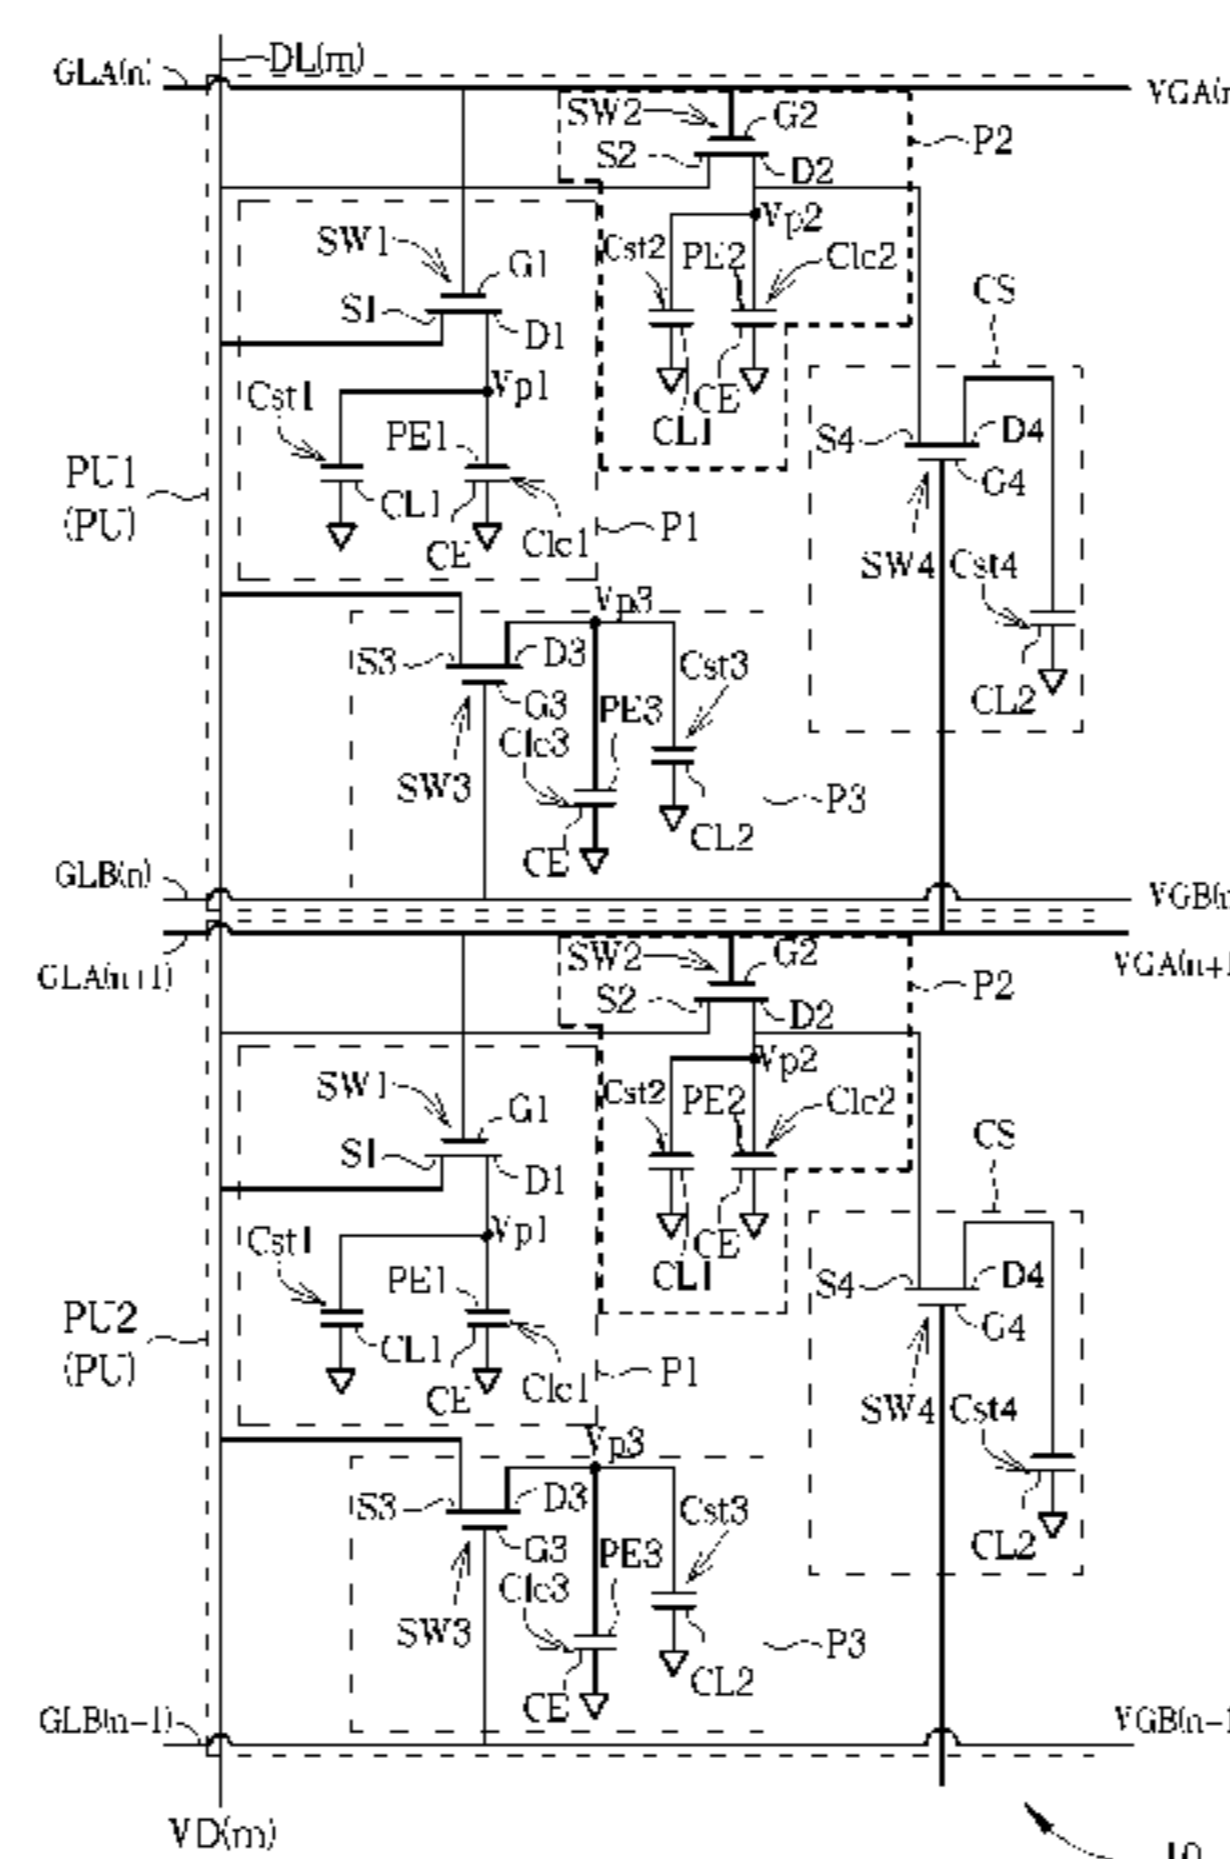 DL(m)
GLA(n)
VGA(n
SW2
G2
P2
S2
D2
Vp2
SW1
G1
Cst2
PE2
Clc2
CS
S1
D1
Vp1
Cst1
CE
CL1
PE1
S4
D4
G4
PU1
(PU)
CL1
P1
CE
Clc1
SW4
Cst4
Vp3
S3
D3
Cst3
G3
PE3
CL2
Clc3
SW3
P3
CL2
CE
GLB(n)
VGB(n
GLA(n+1)
VGA(n+1
SW2
G2
P2
S2
D2
Vp2
SW1
G1
Cst2
PE2
Clc2
CS
S1
D1
Vp1
Cst1
CE
CL1
PE1
S4
D4
G4
PU2
(PU)
CL1
P1
CE
Clc1
SW4
Cst4
Vp3
S3
D3
Cst3
G3
PE3
CL2
Clc3
SW3
P3
CL2
CE
GLB(n-1)
VGB(n-1
VD(m)
10